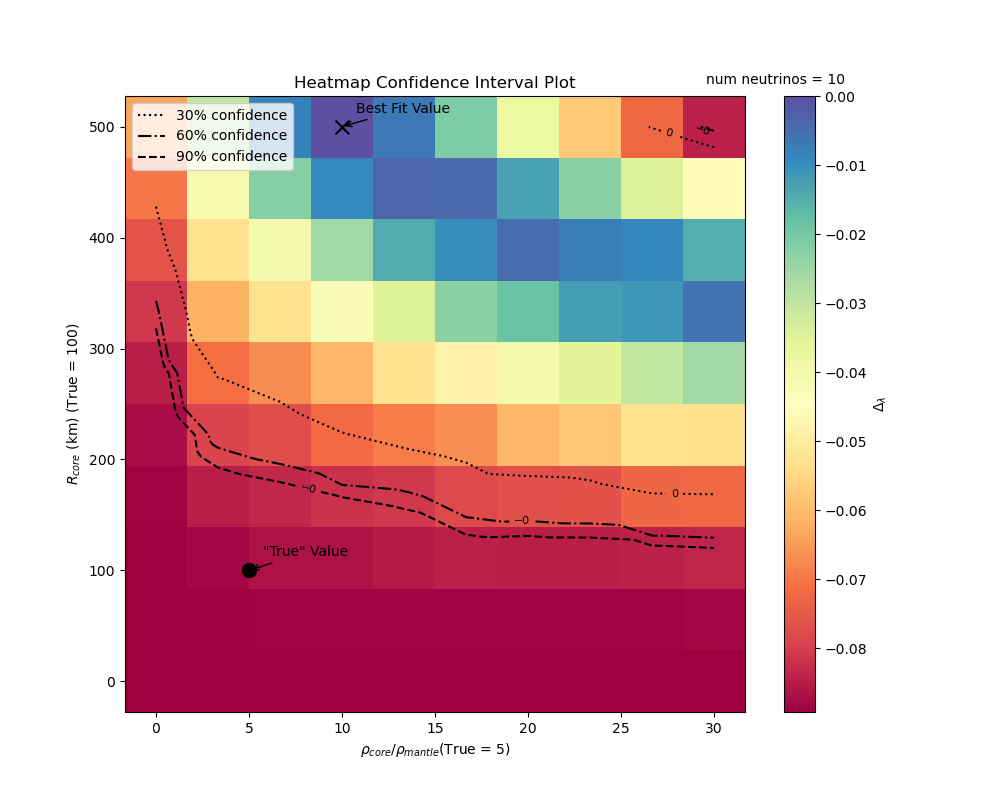 Heatmap Confidence Interval Plot
num neutrinos = 10
30% confidence
60% confidence
90% confidence
Best Fit Value
"True" Value
0
−0
0
−0
−0
500
400
300
200
100
0
R_core (km) (True = 100)
0 5 10 15 20 25 30
ρ_core/ρ_mantle(True = 5)
0.00
−0.01
−0.02
−0.03
−0.04
−0.05
−0.06
−0.07
−0.08
Δ_λ